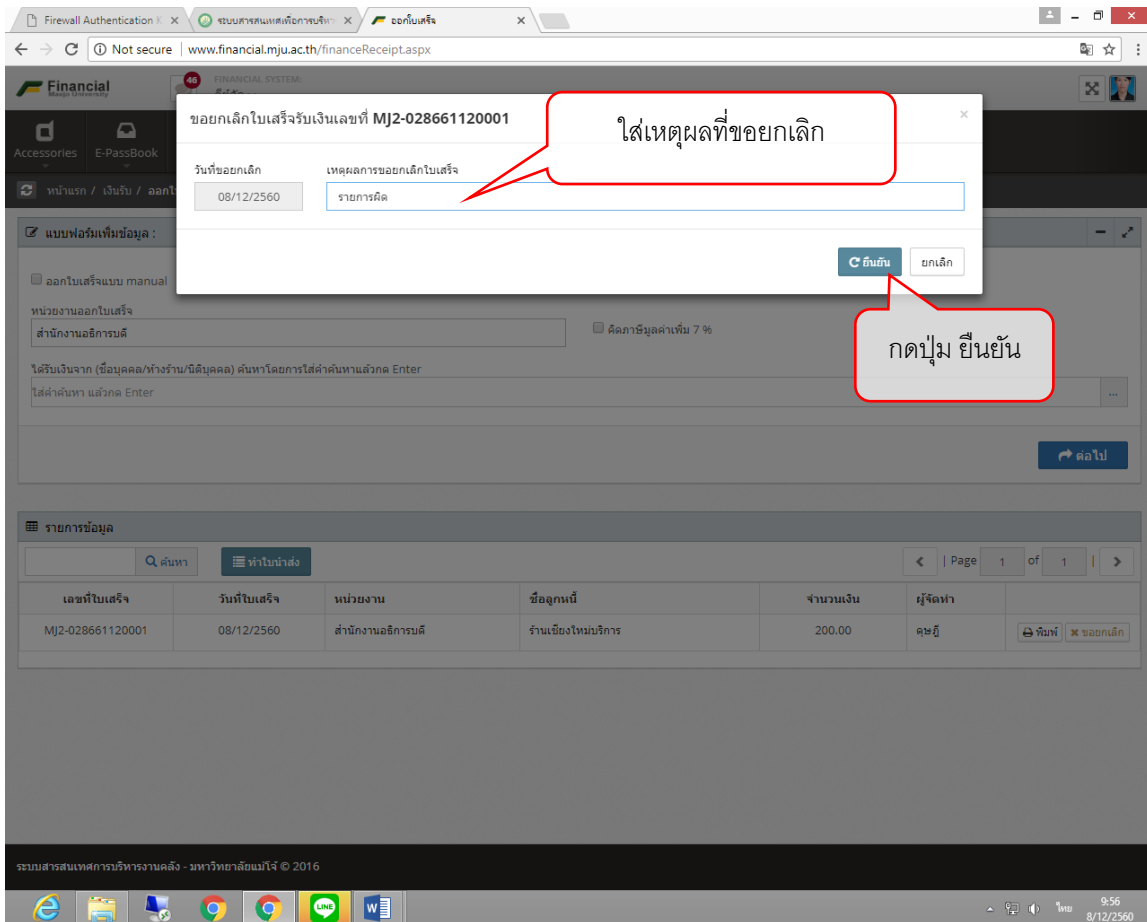 Firewall Authentication K
ระบบสารสนเทศเพื่อการบริหา
ออกใบเสร็จ
Not secure | www.financial.mju.ac.th/financeReceipt.aspx
Financial
Maejo University
46
FINANCIAL SYSTEM:
Accessories
E-PassBook
หน้าแรก / เงินรับ / ออกใ
ขอยกเลิกใบเสร็จรับเงินเลขที่ MJ2-028661120001
×
ใส่เหตุผลที่ขอยกเลิก
วันที่ขอยกเลิก
เหตุผลการขอยกเลิกใบเสร็จ
08/12/2560
รายการผิด
ยืนยัน
ยกเลิก
กดปุ่ม ยืนยัน
แบบฟอร์มเพิ่มข้อมูล :
ออกใบเสร็จแบบ manual
หน่วยงานออกใบเสร็จ
สำนักงานอธิการบดี
คิดภาษีมูลค่าเพิ่ม 7 %
ได้รับเงินจาก (ชื่อบุคคล/ห้างร้าน/นิติบุคคล) ค้นหาโดยการใส่คำค้นหาแล้วกด Enter
ใส่คำค้นหา แล้วกด Enter
...
ต่อไป
รายการข้อมูล
ค้นหา
ทำใบนำส่ง
| Page 1 of 1 |
เลขที่ใบเสร็จ วันที่ใบเสร็จ หน่วยงาน ชื่อลูกหนี้ จำนวนเงิน ผู้จัดทำ
MJ2-028661120001 08/12/2560 สำนักงานอธิการบดี ร้านเชียงใหม่บริการ 200.00 ดุษฎี พิมพ์ ขอยกเลิก
ระบบสารสนเทศการบริหารงานคลัง - มหาวิทยาลัยแม่โจ้ © 2016
LINE
ไทย
9:56
8/12/2560